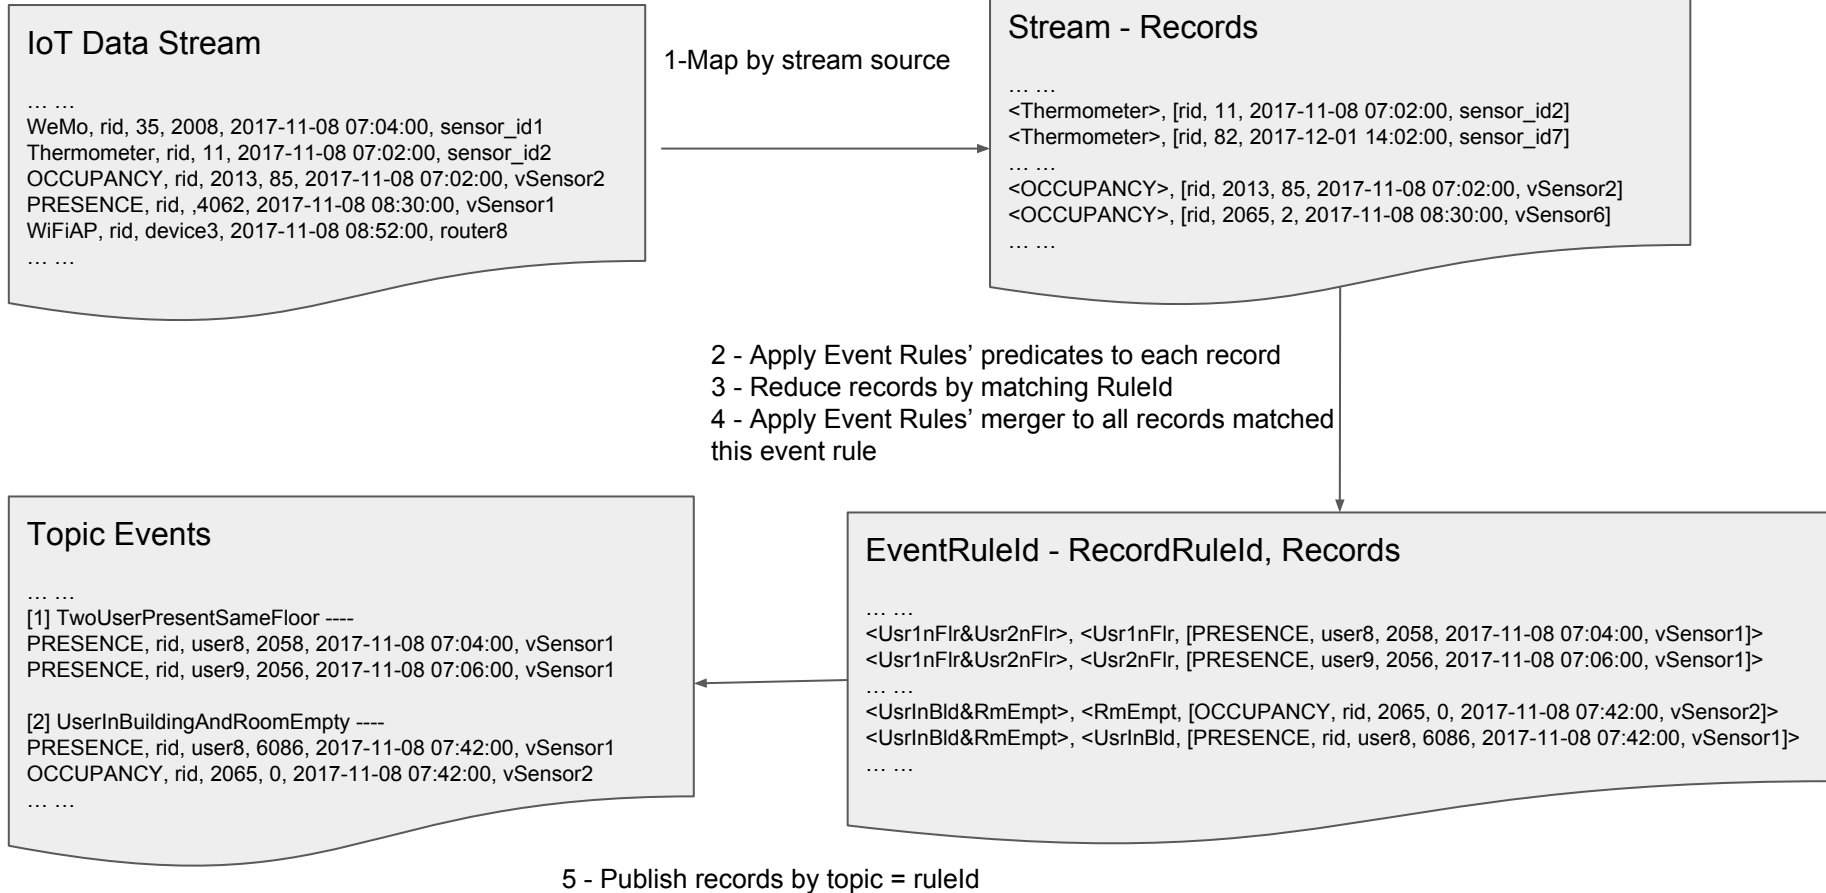 IoT Data Stream
… …
WeMo, rid, 35, 2008, 2017-11-08 07:04:00, sensor_id1
Thermometer, rid, 11, 2017-11-08 07:02:00, sensor_id2
OCCUPANCY, rid, 2013, 85, 2017-11-08 07:02:00, vSensor2
PRESENCE, rid, ,4062, 2017-11-08 08:30:00, vSensor1
WiFiAP, rid, device3, 2017-11-08 08:52:00, router8
… …
1-Map by stream source
Stream - Records
… …
<Thermometer>, [rid, 11, 2017-11-08 07:02:00, sensor_id2]
<Thermometer>, [rid, 82, 2017-12-01 14:02:00, sensor_id7]
… …
<OCCUPANCY>, [rid, 2013, 85, 2017-11-08 07:02:00, vSensor2]
<OCCUPANCY>, [rid, 2065, 2, 2017-11-08 08:30:00, vSensor6]
… …
2 - Apply Event Rules’ predicates to each record
3 - Reduce records by matching RuleId
4 - Apply Event Rules’ merger to all records matched
this event rule
EventRuleId - RecordRuleId, Records
… …
<Usr1nFlr&Usr2nFlr>, <Usr1nFlr, [PRESENCE, user8, 2058, 2017-11-08 07:04:00, vSensor1]>
<Usr1nFlr&Usr2nFlr>, <Usr2nFlr, [PRESENCE, user9, 2056, 2017-11-08 07:06:00, vSensor1]>
… …
<UsrInBld&RmEmpt>, <RmEmpt, [OCCUPANCY, rid, 2065, 0, 2017-11-08 07:42:00, vSensor2]>
<UsrInBld&RmEmpt>, <UsrInBld, [PRESENCE, rid, user8, 6086, 2017-11-08 07:42:00, vSensor1]>
… …
Topic Events
… …
[1] TwoUserPresentSameFloor ----
PRESENCE, rid, user8, 2058, 2017-11-08 07:04:00, vSensor1
PRESENCE, rid, user9, 2056, 2017-11-08 07:06:00, vSensor1
[2] UserInBuildingAndRoomEmpty ----
PRESENCE, rid, user8, 6086, 2017-11-08 07:42:00, vSensor1
OCCUPANCY, rid, 2065, 0, 2017-11-08 07:42:00, vSensor2
… …
5 - Publish records by topic = ruleId